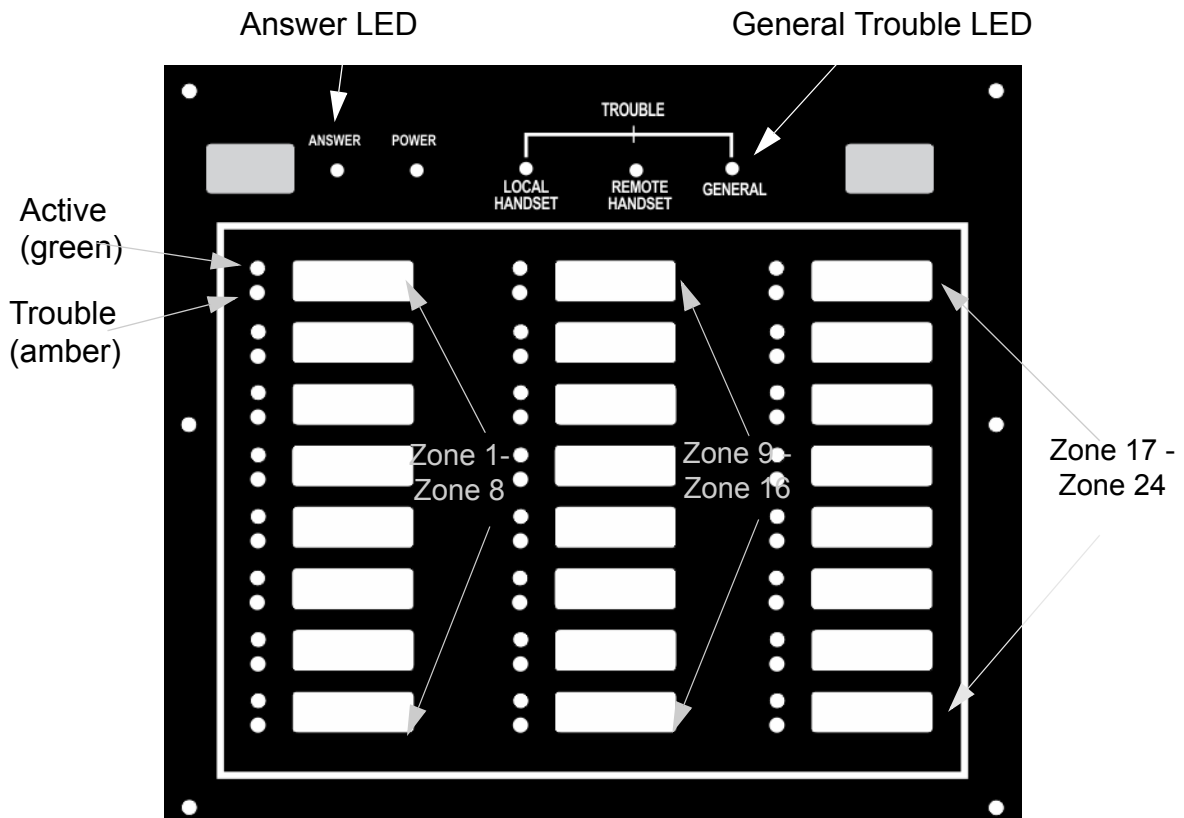 Answer LED
General Trouble LED
TROUBLE
ANSWER
POWER
LOCAL
HANDSET
REMOTE
HANDSET
GENERAL
Active
(green)
Trouble
(amber)
Zone 1-
Zone 8
Zone 9 -
Zone 16
Zone 17 -
Zone 24